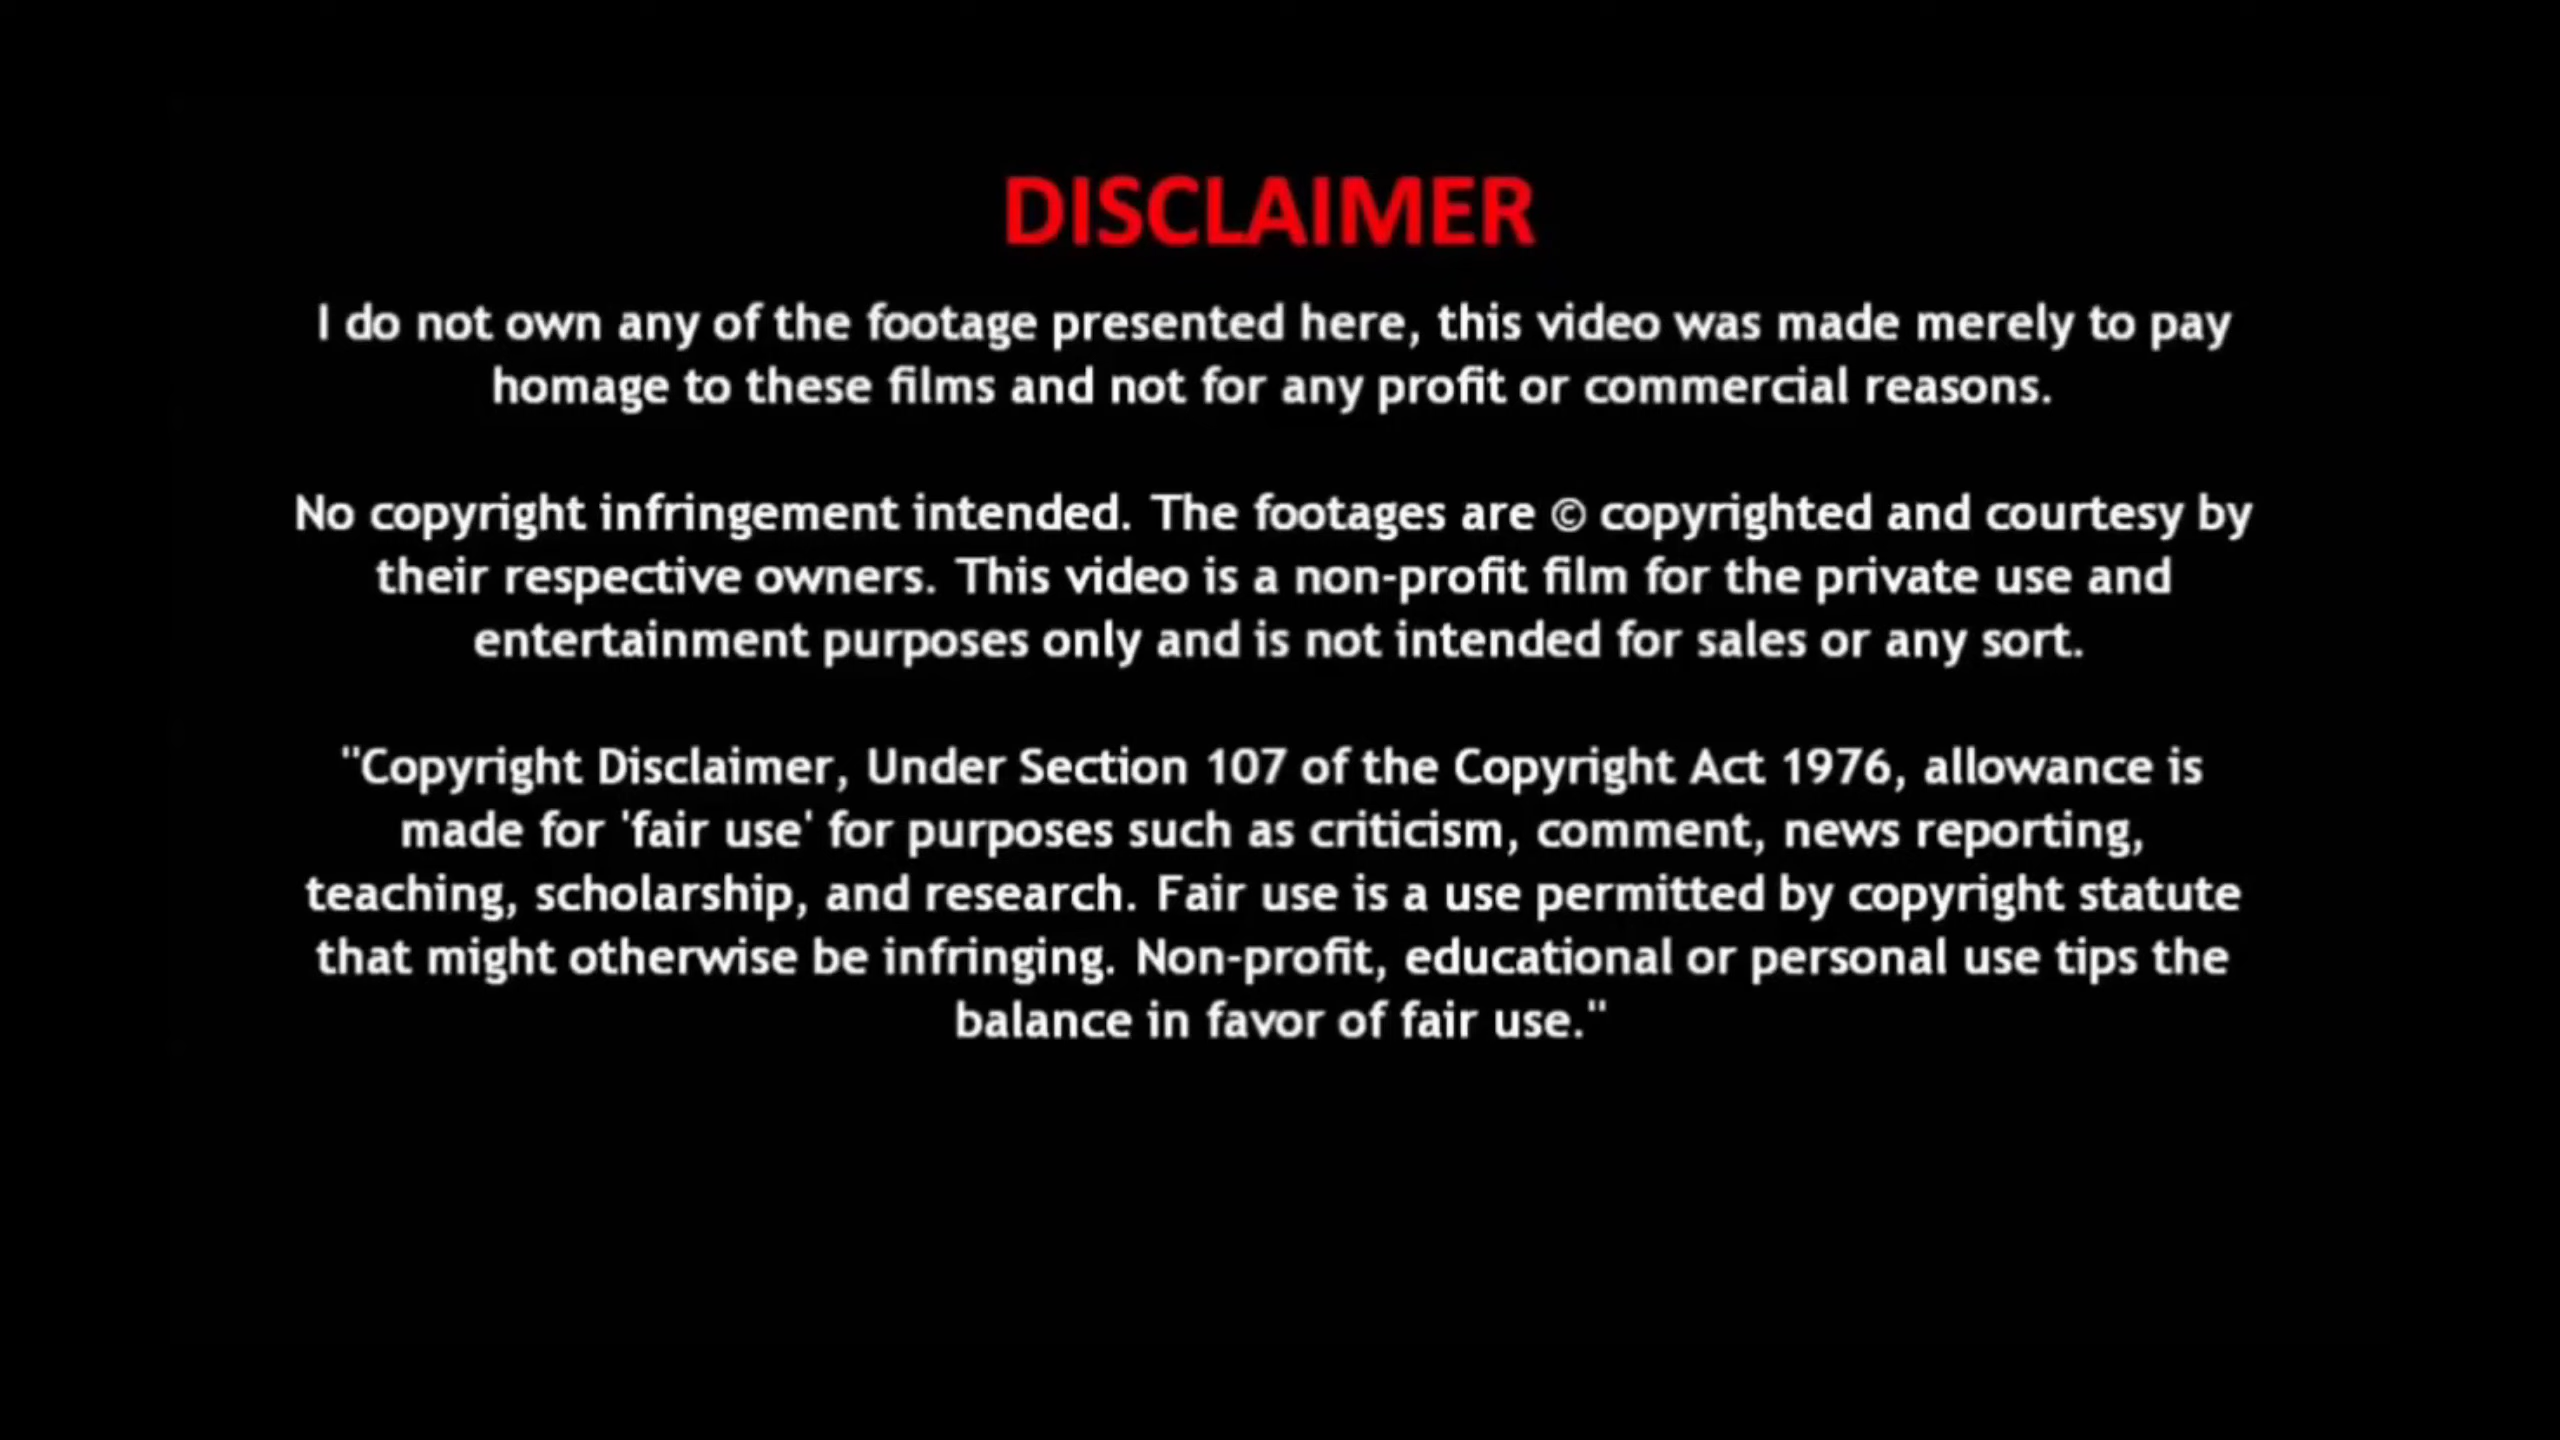 DISCLAIMER
I do not own any of the footage presented here, this video was made merely to pay
homage to these films and not for any profit or commercial reasons.
No copyright infringement intended. The footages are © copyrighted and courtesy by
their respective owners. This video is a non-profit film for the private use and
entertainment purposes only and is not intended for sales or any sort.
"Copyright Disclaimer, Under Section 107 of the Copyright Act 1976, allowance is
made for 'fair use' for purposes such as criticism, comment, news reporting,
teaching, scholarship, and research. Fair use is a use permitted by copyright statute
that might otherwise be infringing. Non-profit, educational or personal use tips the
balance in favor of fair use."